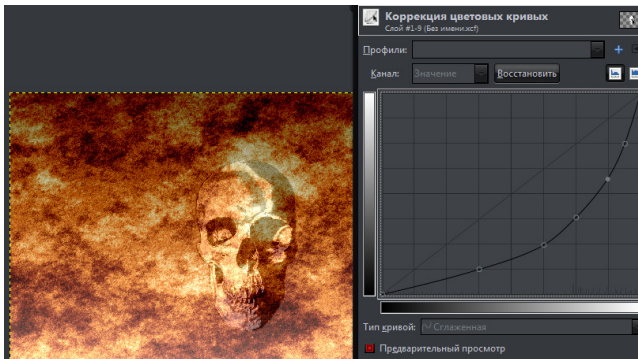 Коррекция цветовых кривых
Слой #1-9 (Без имени.xcf)
Профили:
Канал: Значение Восстановить
Тип кривой: Сглаженная
Предварительный просмотр